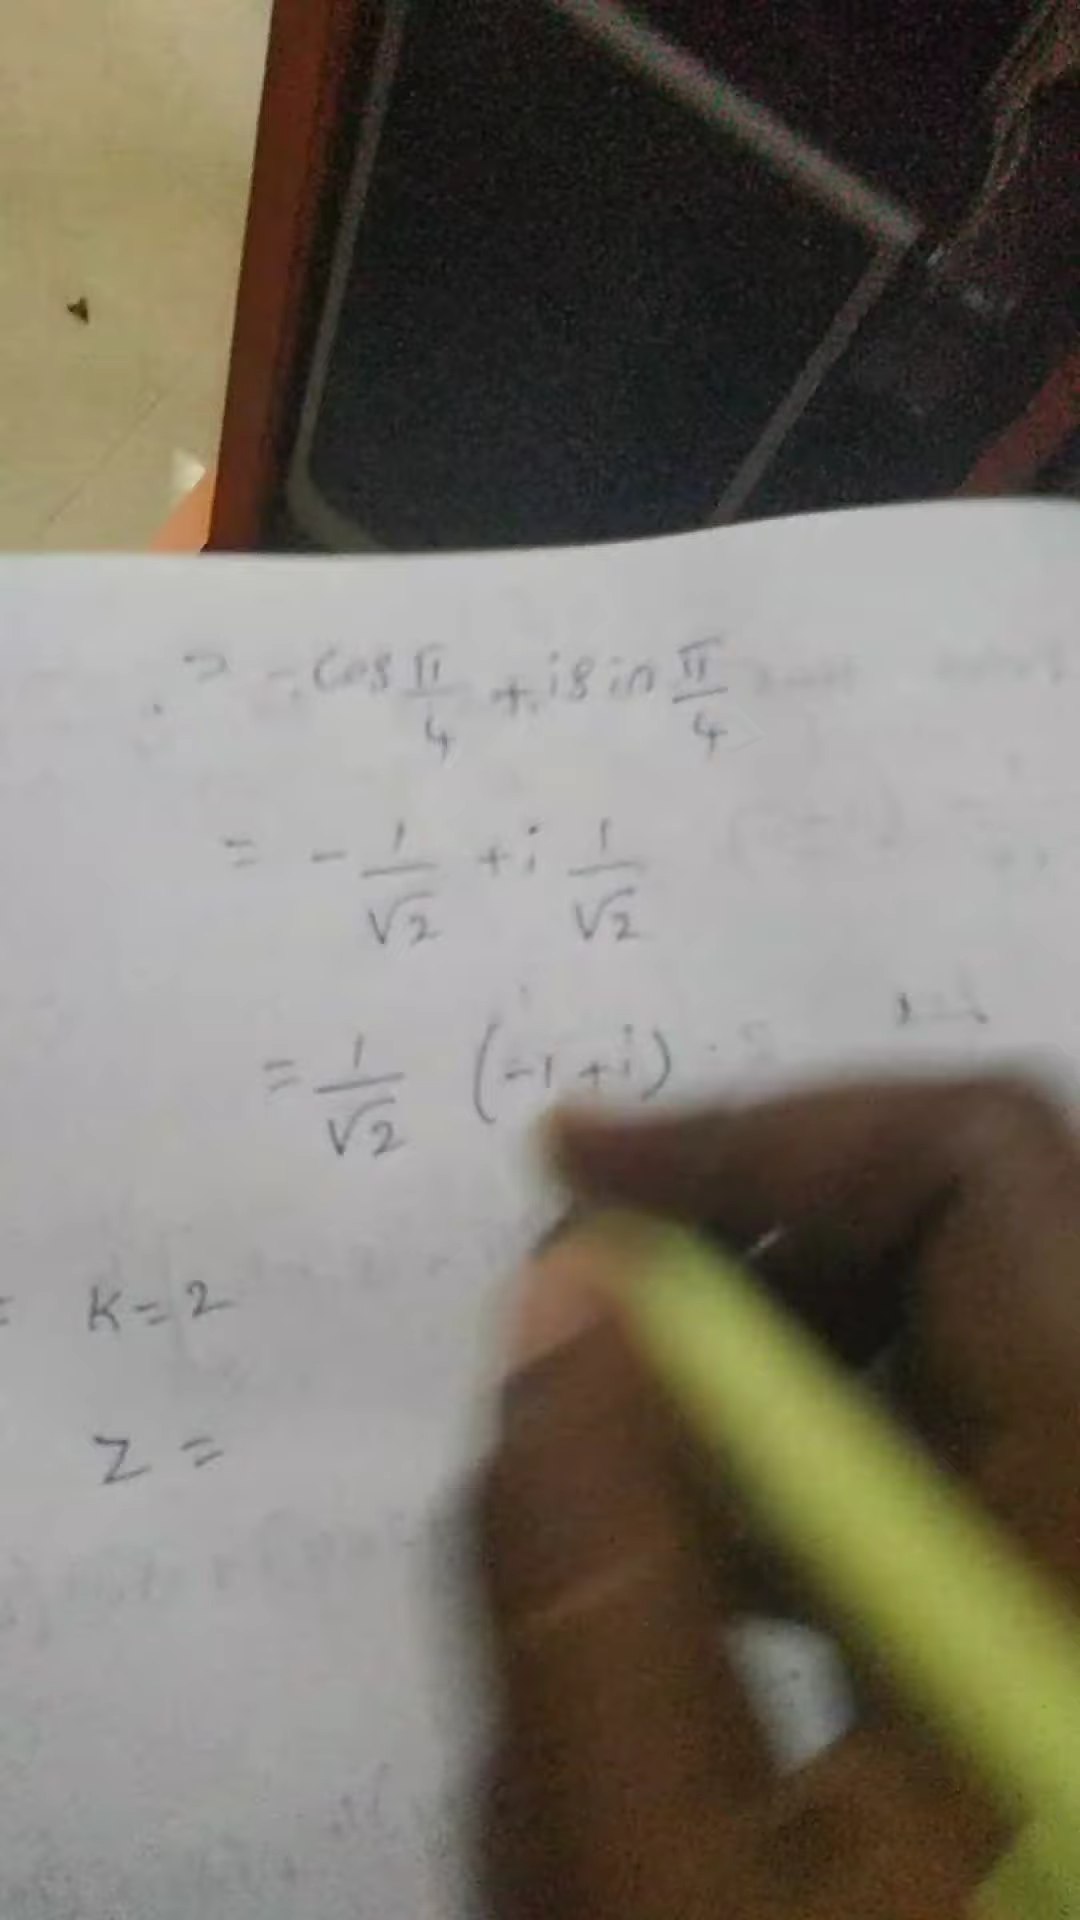 => -Cos π/4 + i sin π/4
= - 1/√2 + i 1/√2
= 1/√2 (-1 + i)
= K = 2
Z =